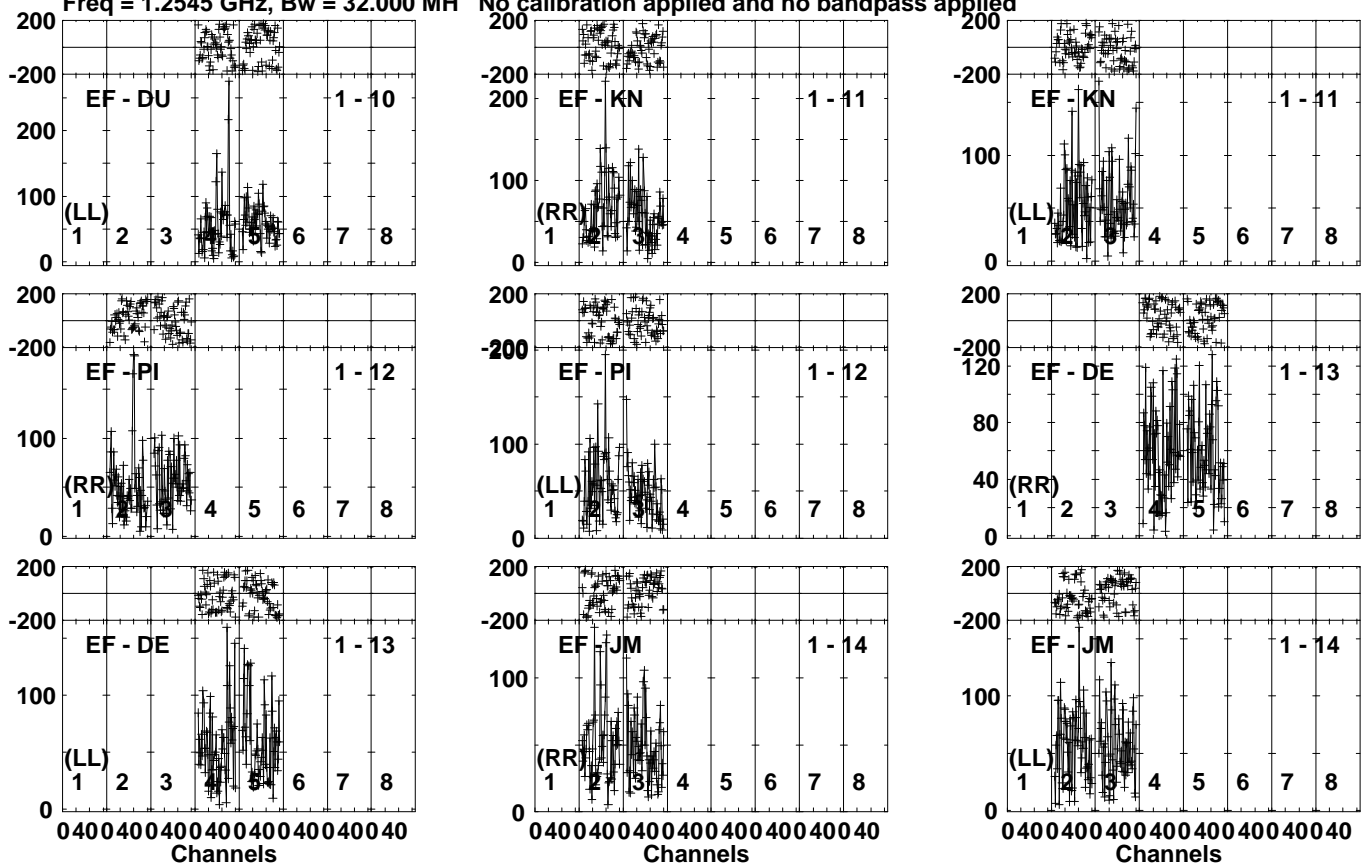 Freq = 1.2545 GHz, Bw = 32.000 MH No calibration applied and no bandpass applied
200 200 200
-200 -200 -200
EF - DU 1 - 10 EF - KN 1 - 11 EF - KN 1 - 11
200 200 200
100 100 100
(LL) (RR) (LL)
1 2 3 4 5 6 7 8 1 2 3 4 5 6 7 8 1 2 3 4 5 6 7 8
0 0 0
200 200 200
-200 -200 -200
200 120
EF - PI 1 - 12 EF - PI 1 - 12 EF - DE 1 - 13
100 100 80
40
(RR) (LL) (RR)
1 2 3 4 5 6 7 8 1 2 3 4 5 6 7 8 1 2 3 4 5 6 7 8
0 0 0
200 200 200
-200 -200 -200
EF - DE 1 - 13 EF - JM 1 - 14 EF - JM 1 - 14
100 100 100
(LL) (RR) (LL)
1 2 3 4 5 6 7 8 1 2 3 4 5 6 7 8 1 2 3 4 5 6 7 8
0 0 0
0 40 0 40 0 40 0 40 0 40 0 40 0 40 0 40 0 40 0 40 0 40 0 40 0 40 0 40 0 40 0 40 0 40 0 40 0 40 0 40 0 40 0 40 0 40 0 40
Channels Channels Channels